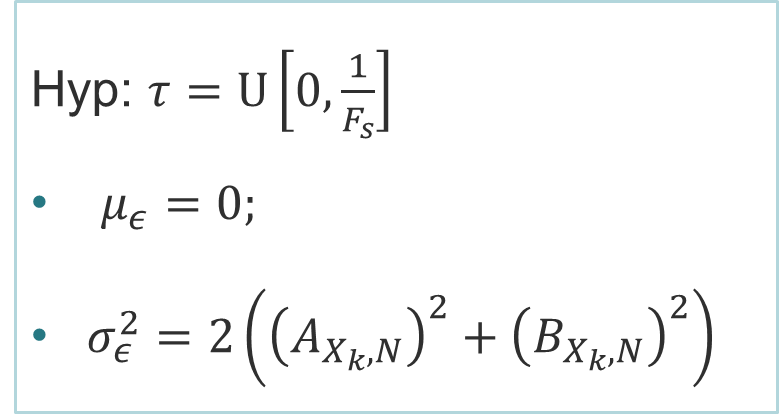 Hyp: τ = U[0, 1/F_s]
• μ_ϵ = 0;
• σ_ϵ^2 = 2((A_{X_k,N})^2 + (B_{X_k,N})^2)